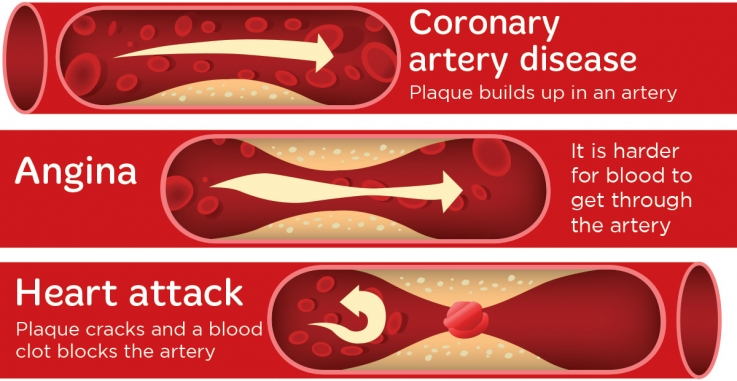 Coronary
artery disease
Plaque builds up in an artery
Angina
It is harder
for blood to
get through
the artery
Heart attack
Plaque cracks and a blood
clot blocks the artery